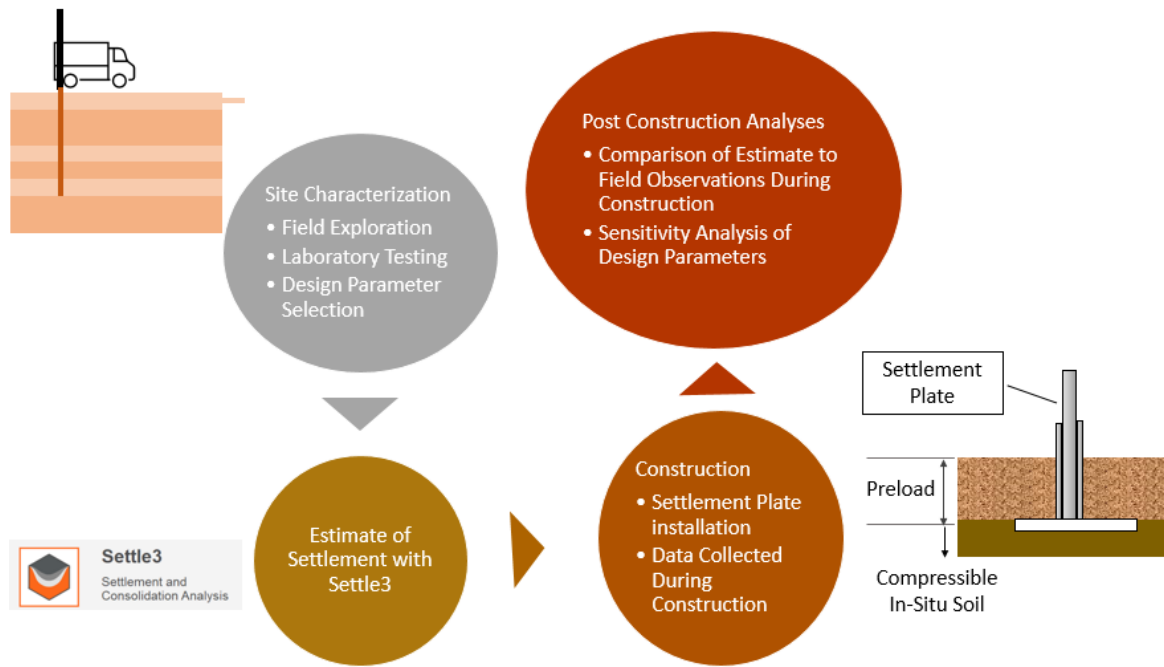 Site Characterization
• Field Exploration
• Laboratory Testing
• Design Parameter
Selection
Estimate of
Settlement with
Settle3
Settle3
Settlement and
Consolidation Analysis
Construction
• Settlement Plate
installation
• Data Collected
During
Construction
Post Construction Analyses
• Comparison of Estimate to
Field Observations During
Construction
• Sensitivity Analysis of
Design Parameters
Settlement
Plate
Preload
Compressible
In-Situ Soil